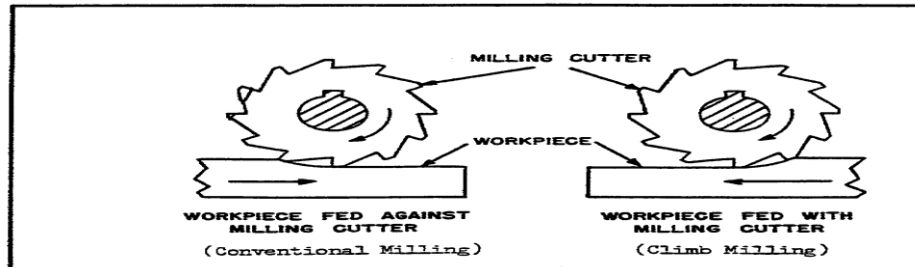 MILLING CUTTER
WORKPIECE
WORKPIECE FED AGAINST
MILLING CUTTER
(Conventional Milling)
WORKPIECE FED WITH
MILLING CUTTER
(Climb Milling)